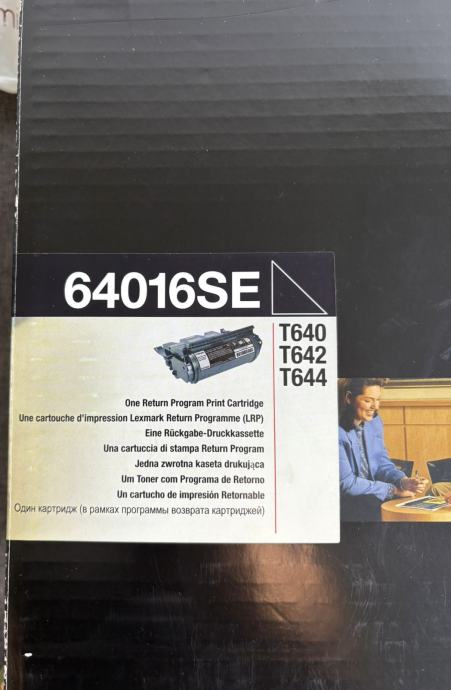 64016SE
T640
T642
T644
One Return Program Print Cartridge
Une cartouche d'impression Lexmark Return Programme (LRP)
Eine Rückgabe-Druckkassette
Una cartuccia di stampa Return Program
Jedna zwrotna kaseta drukująca
Um Toner com Programa de Retorno
Un cartucho de impresión Retornable
Один картридж (в рамках программы возврата картриджей)